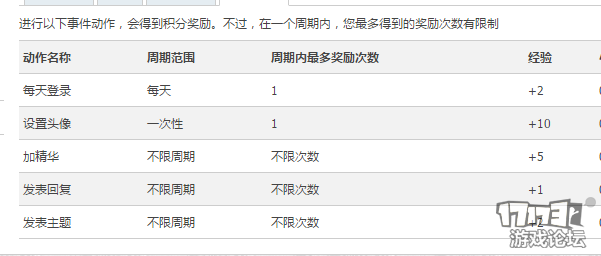 进行以下事件动作，会得到积分奖励。不过，在一个周期内，您最多得到的奖励次数有限制
动作名称 周期范围 周期内最多奖励次数 经验
每天登录 每天 1 +2
设置头像 一次性 1 +10
加精华 不限周期 不限次数 +5
发表回复 不限周期 不限次数 +1
发表主题 不限周期 不限次数 +2
17173
游戏论坛